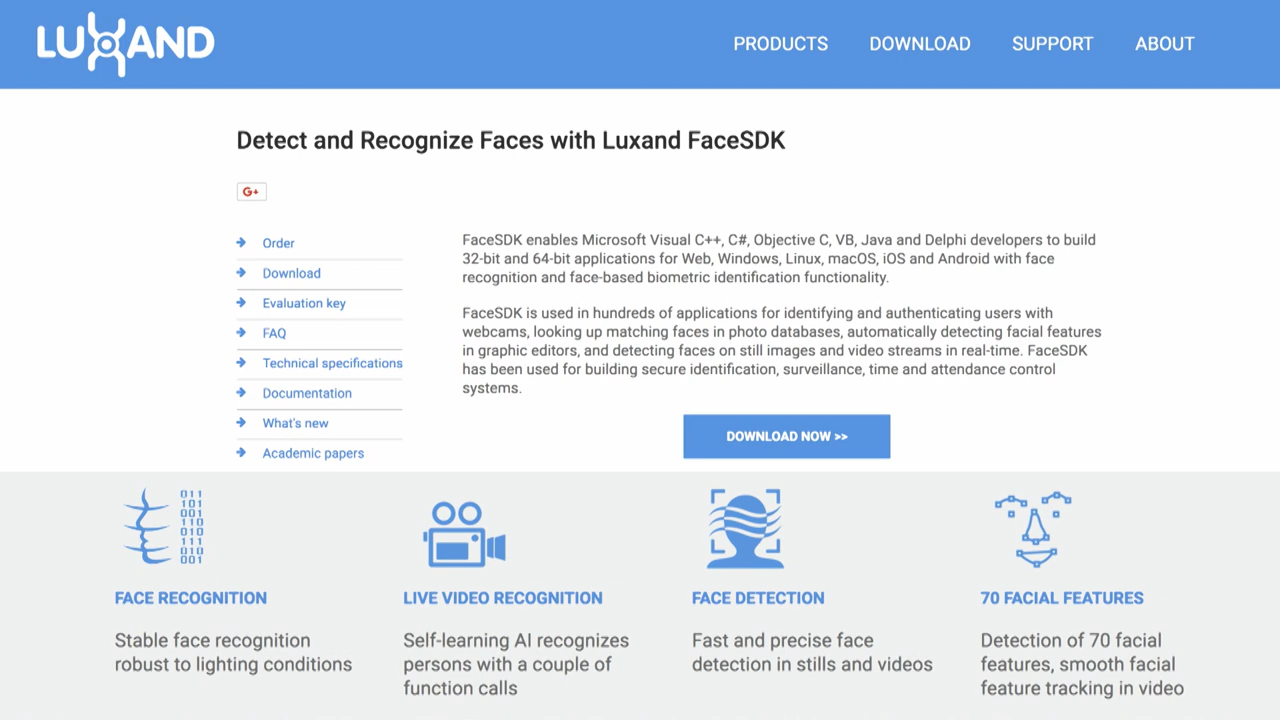 LUXAND
PRODUCTS DOWNLOAD SUPPORT ABOUT
Detect and Recognize Faces with Luxand FaceSDK
G+
Order
Download
Evaluation key
FAQ
Technical specifications
Documentation
What's new
Academic papers
FaceSDK enables Microsoft Visual C++, C#, Objective C, VB, Java and Delphi developers to build
32-bit and 64-bit applications for Web, Windows, Linux, macOS, iOS and Android with face
recognition and face-based biometric identification functionality.
FaceSDK is used in hundreds of applications for identifying and authenticating users with
webcams, looking up matching faces in photo databases, automatically detecting facial features
in graphic editors, and detecting faces on still images and video streams in real-time. FaceSDK
has been used for building secure identification, surveillance, time and attendance control
systems.
DOWNLOAD NOW >>
011
101
001
110
010
111
010
001
FACE RECOGNITION
Stable face recognition
robust to lighting conditions
LIVE VIDEO RECOGNITION
Self-learning AI recognizes
persons with a couple of
function calls
FACE DETECTION
Fast and precise face
detection in stills and videos
70 FACIAL FEATURES
Detection of 70 facial
features, smooth facial
feature tracking in video